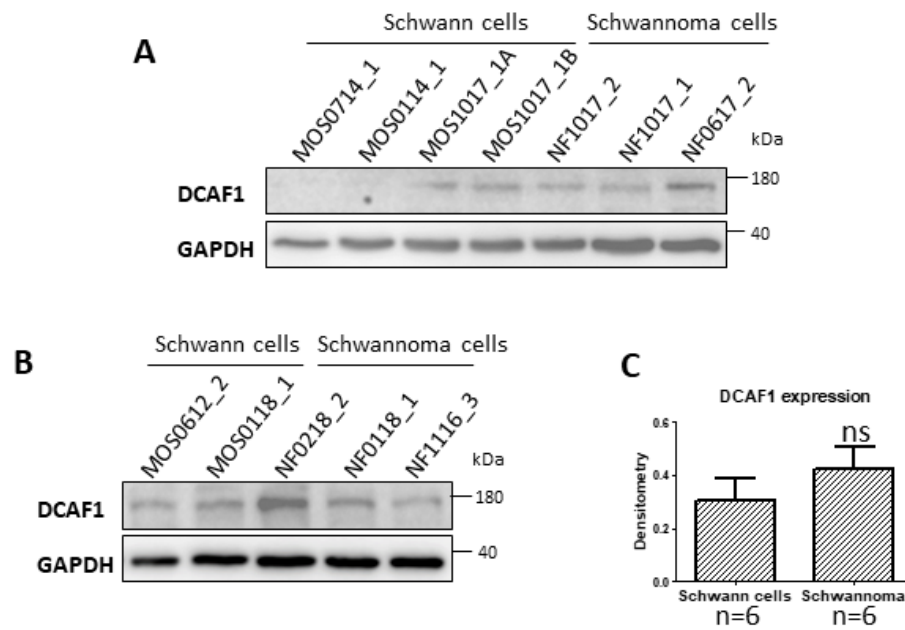 A
Schwann cells Schwannoma cells
MOS0714_1 MOS0114_1 MOS1017_1A MOS1017_1B NF1017_2 NF1017_1 NF0617_2
kDa
DCAF1 180
GAPDH 40
B
Schwann cells Schwannoma cells
MOS0612_2 MOS0118_1 NF0218_2 NF0118_1 NF1116_3
kDa
DCAF1 180
GAPDH 40
C
DCAF1 expression
Densitometry
0.6
0.4
0.2
0.0
ns
Schwann cells Schwannoma
n=6 n=6